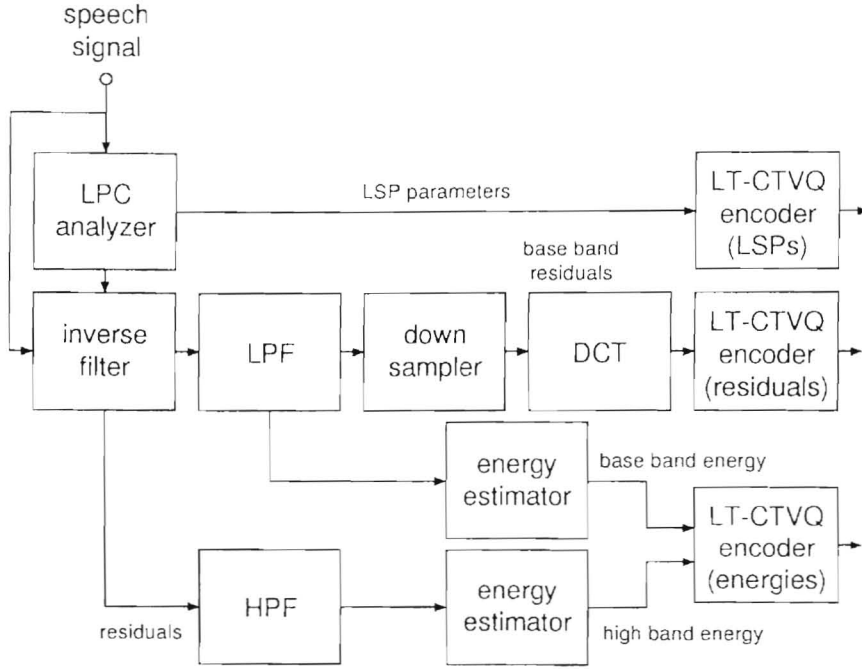 speech
signal
LPC
analyzer
LSP parameters
LT-CTVQ
encoder
(LSPs)
base band
residuals
inverse
filter
LPF
down
sampler
DCT
LT-CTVQ
encoder
(residuals)
energy
estimator
base band energy
LT-CTVQ
encoder
(energies)
residuals
HPF
energy
estimator
high band energy